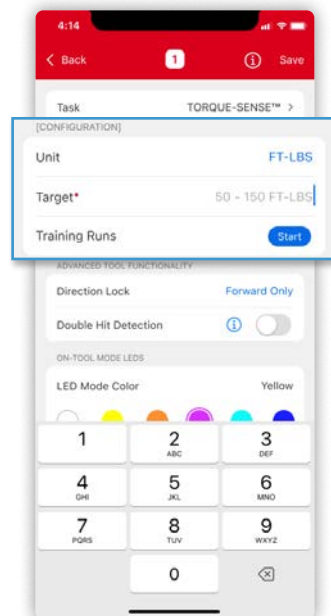 4:14
Back 1 Save
Task TORQUE-SENSE™ >
[CONFIGURATION]
Unit FT-LBS
Target* 50 - 150 FT-LBS
Training Runs Start
ADVANCED TOOL FUNCTIONALITY
Direction Lock Forward Only
Double Hit Detection
ON-TOOL MODE LEDS
LED Mode Color Yellow
1 2 3
ABC DEF
4 5 6
GHI JKL MNO
7 8 9
PQRS TUV WXYZ
0